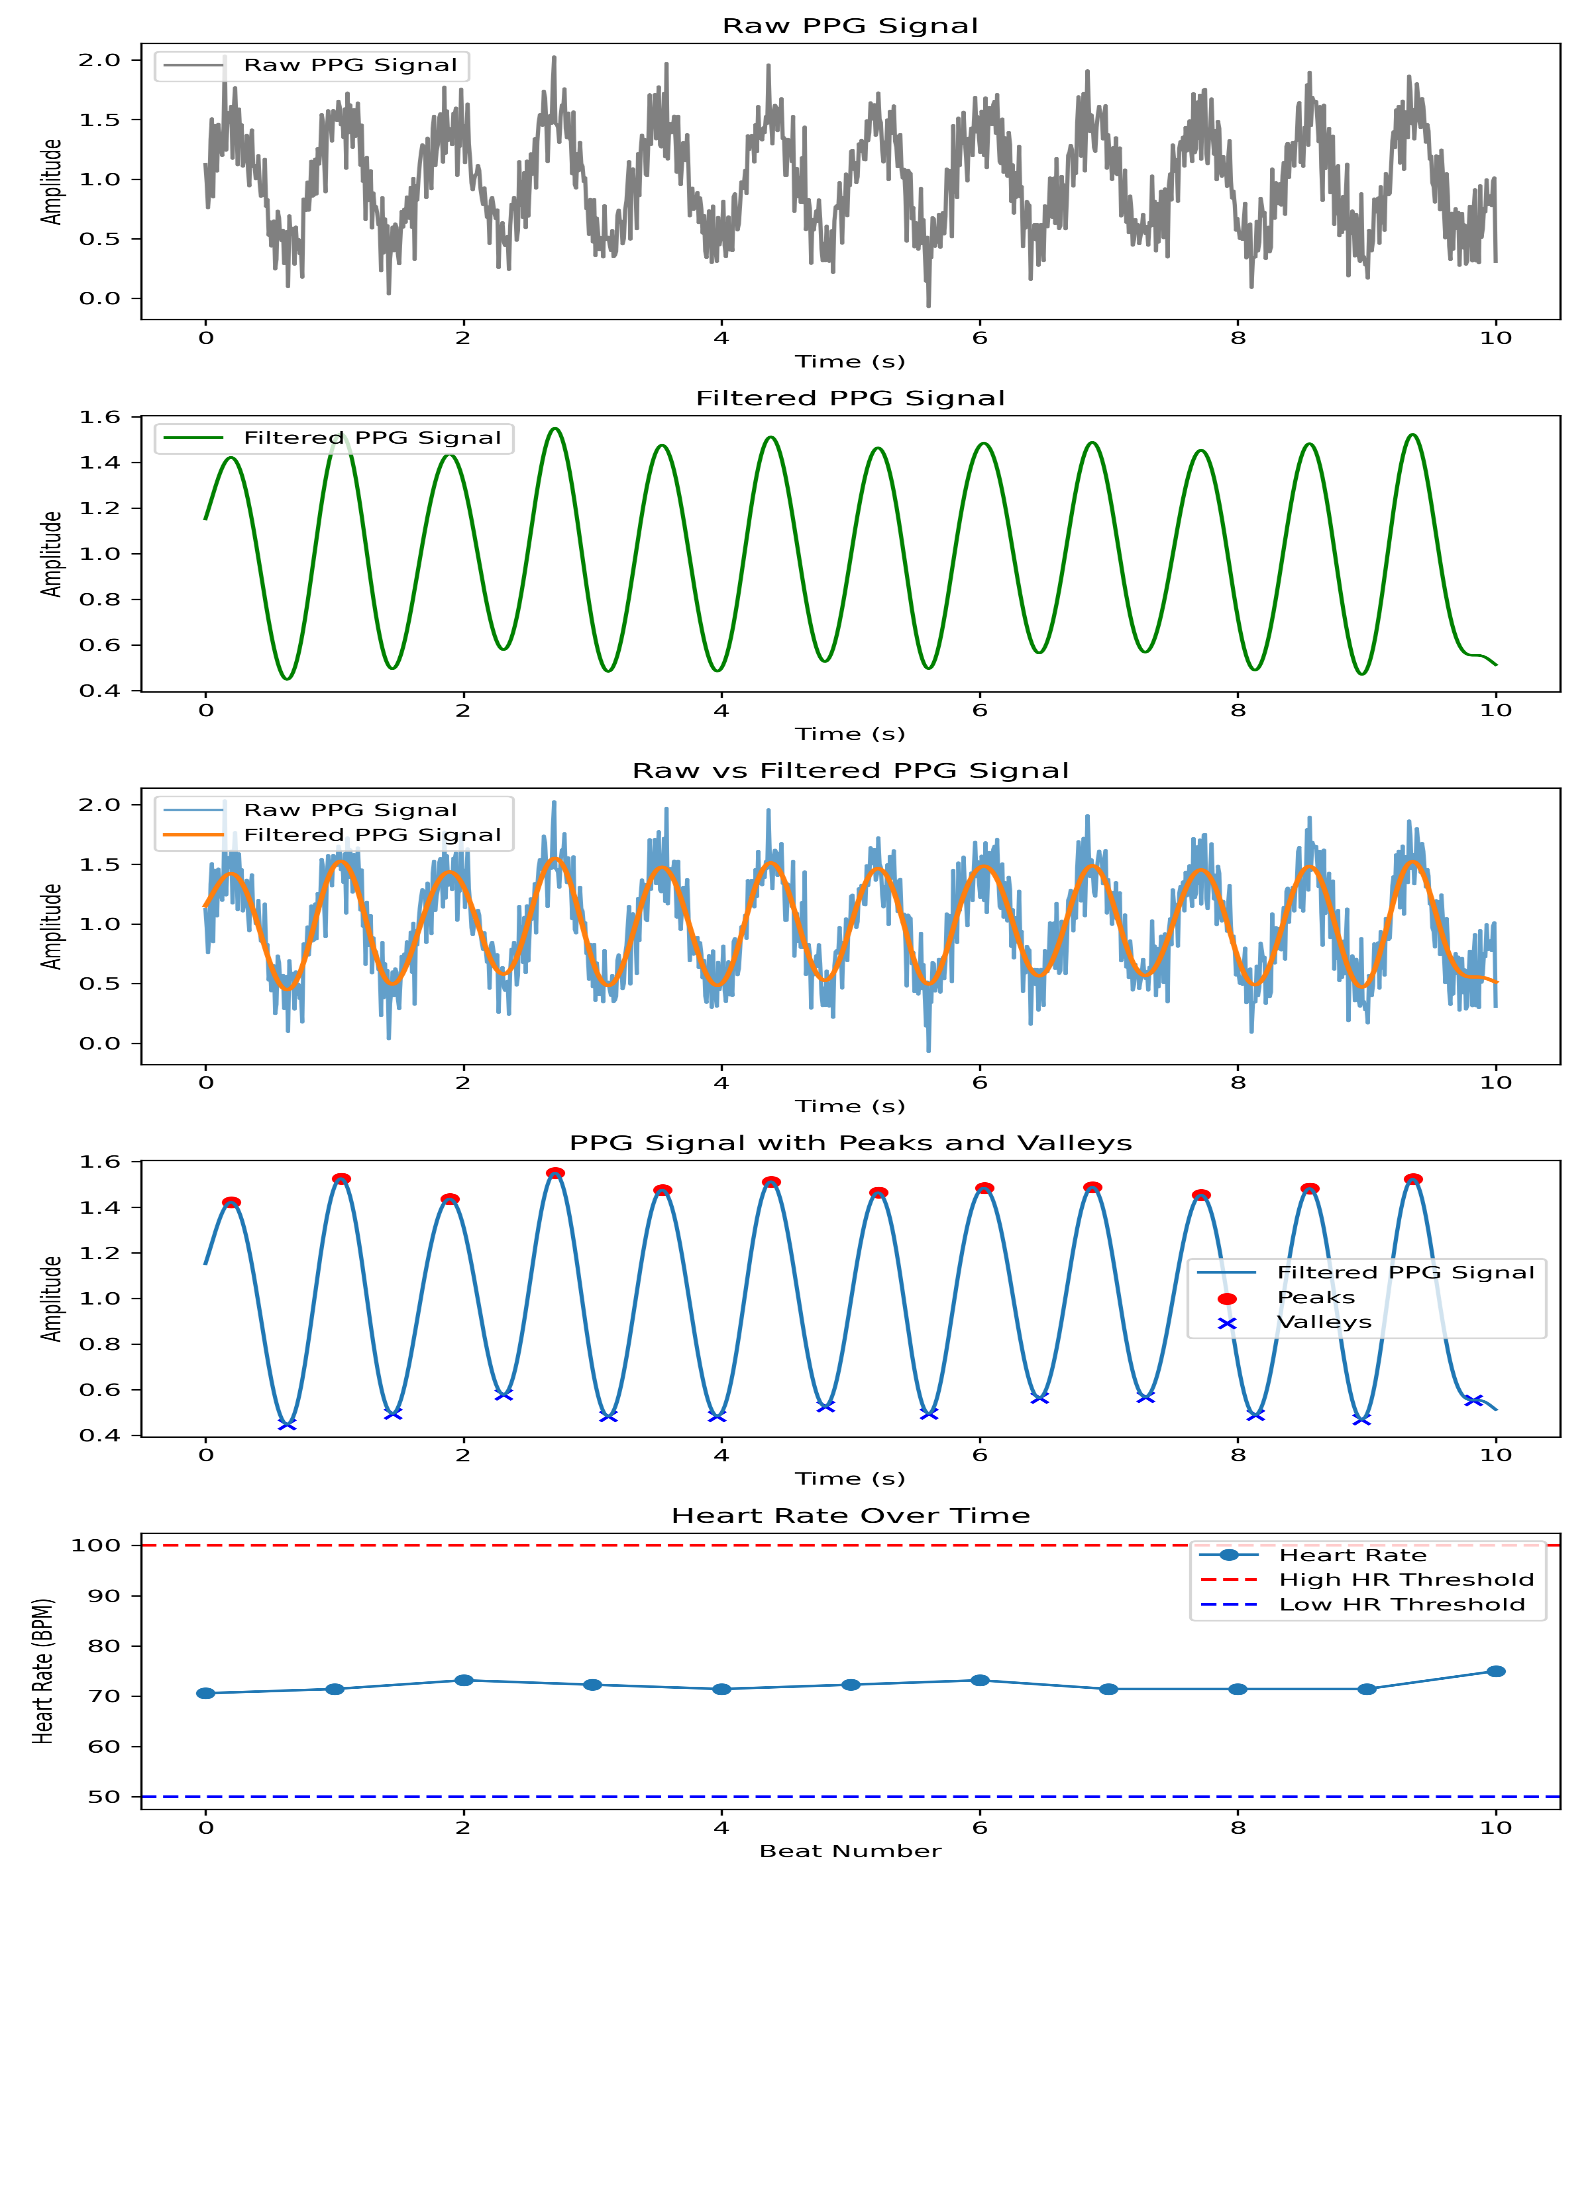 Raw PPG Signal
Raw PPG Signal
Amplitude
2.0
1.5
1.0
0.5
0.0
0 2 4 6 8 10
Time (s)
Filtered PPG Signal
Filtered PPG Signal
Amplitude
1.6
1.4
1.2
1.0
0.8
0.6
0.4
0 2 4 6 8 10
Time (s)
Raw vs Filtered PPG Signal
Raw PPG Signal
Filtered PPG Signal
Amplitude
2.0
1.5
1.0
0.5
0.0
0 2 4 6 8 10
Time (s)
PPG Signal with Peaks and Valleys
Filtered PPG Signal
Peaks
Valleys
Amplitude
1.6
1.4
1.2
1.0
0.8
0.6
0.4
0 2 4 6 8 10
Time (s)
Heart Rate Over Time
Heart Rate
High HR Threshold
Low HR Threshold
Heart Rate (BPM)
100
90
80
70
60
50
0 2 4 6 8 10
Beat Number